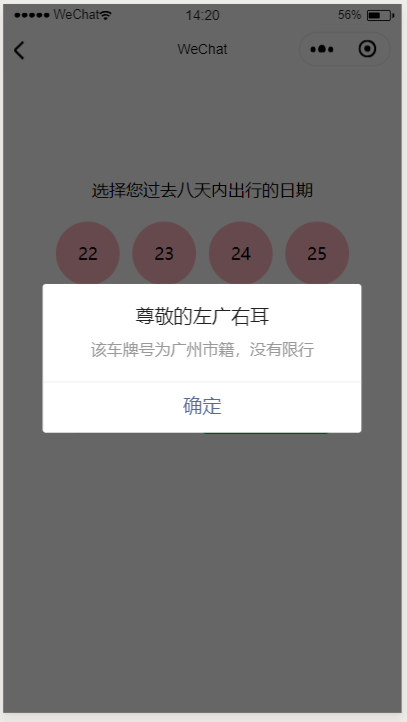 WeChat 14:20 56%
WeChat
选择您过去八天内出行的日期
22 23 24 25
尊敬的左广右耳
该车牌号为广州市籍，没有限行
确定